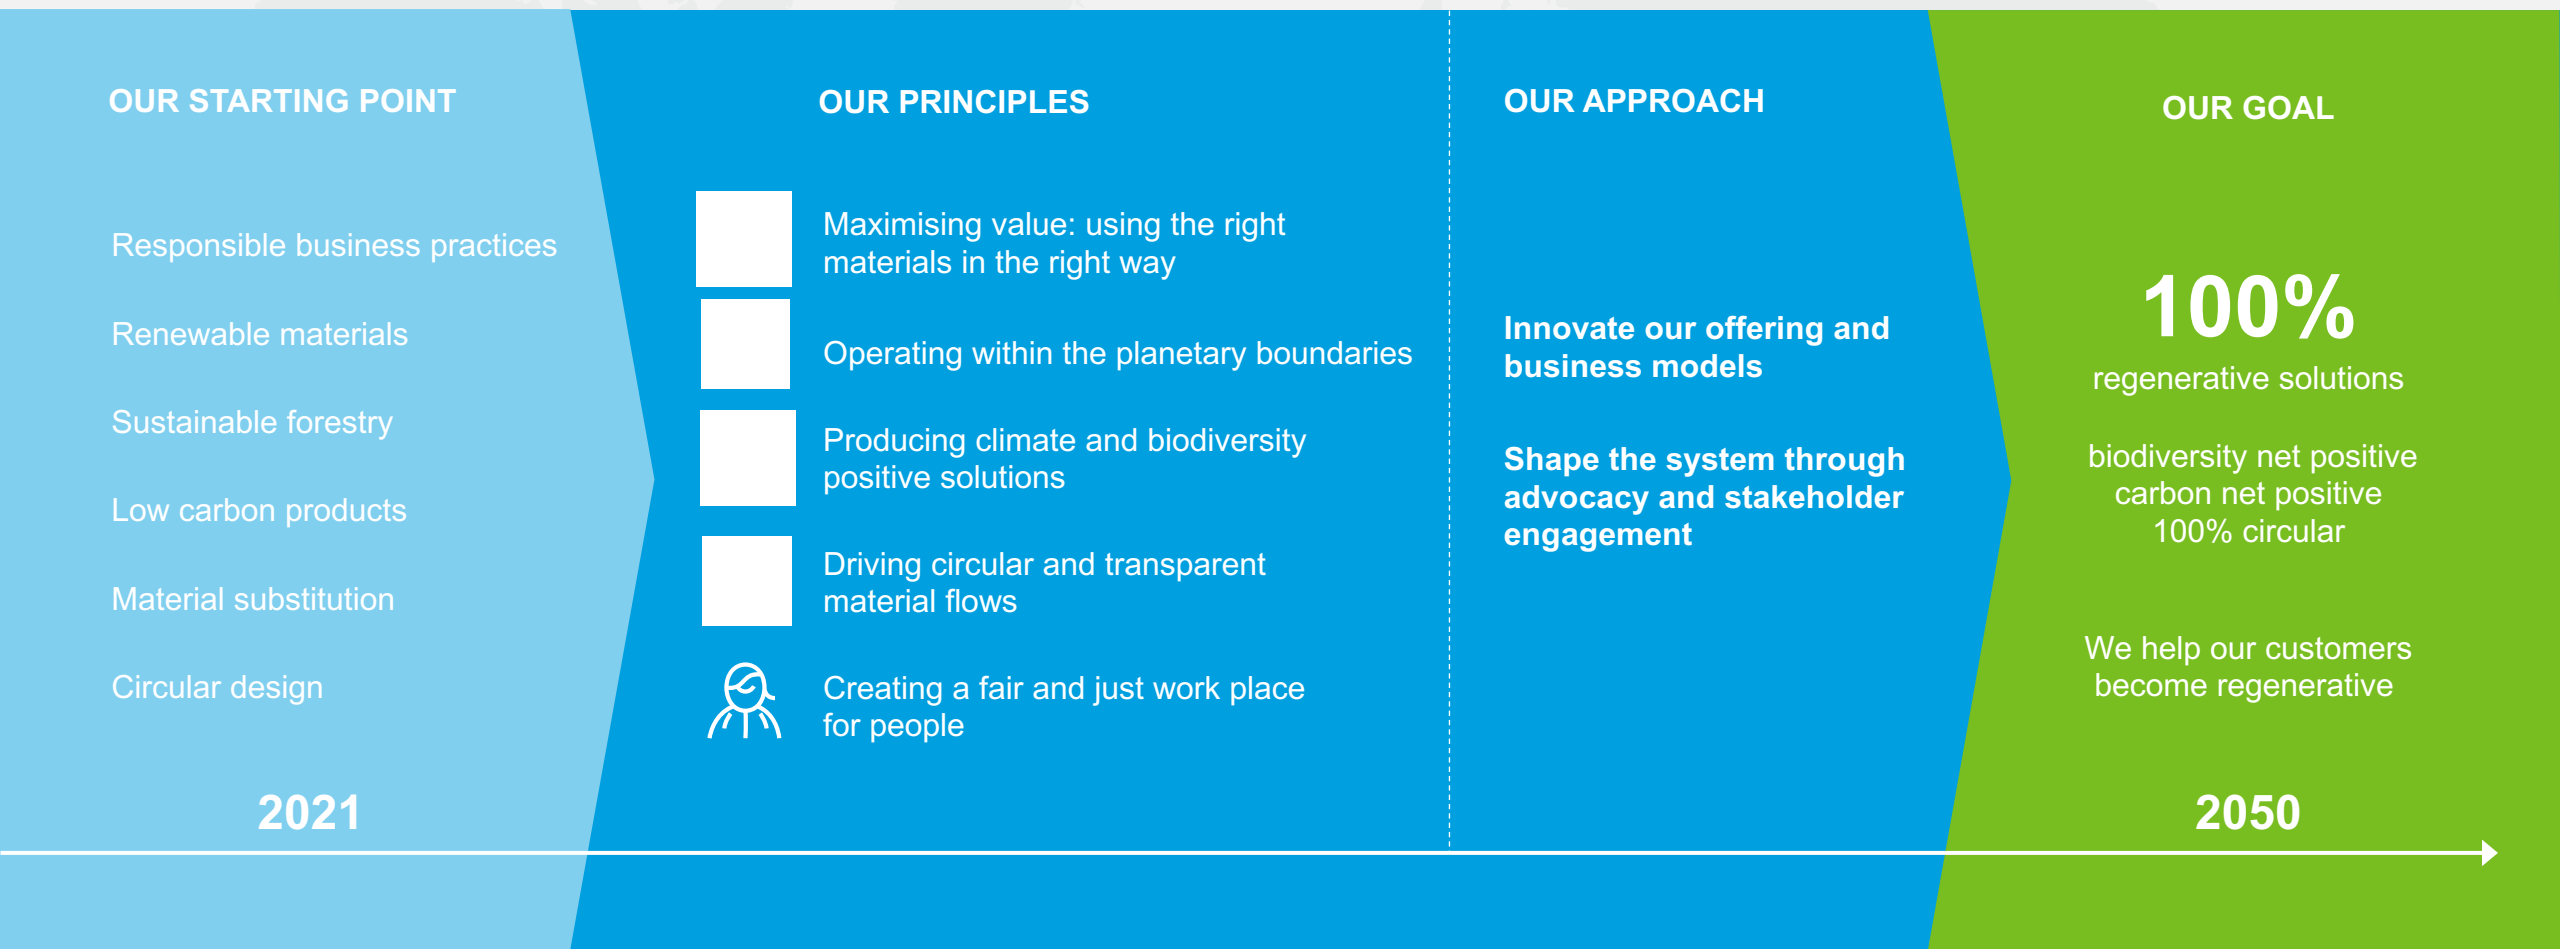 OUR STARTING POINT
Responsible business practices
Renewable materials
Sustainable forestry
Low carbon products
Material substitution
Circular design
2021
OUR PRINCIPLES
Maximising value: using the right
materials in the right way
Operating within the planetary boundaries
Producing climate and biodiversity
positive solutions
Driving circular and transparent
material flows
Creating a fair and just work place
for people
OUR APPROACH
Innovate our offering and
business models
Shape the system through
advocacy and stakeholder
engagement
OUR GOAL
100%
regenerative solutions
biodiversity net positive
carbon net positive
100% circular
We help our customers
become regenerative
2050